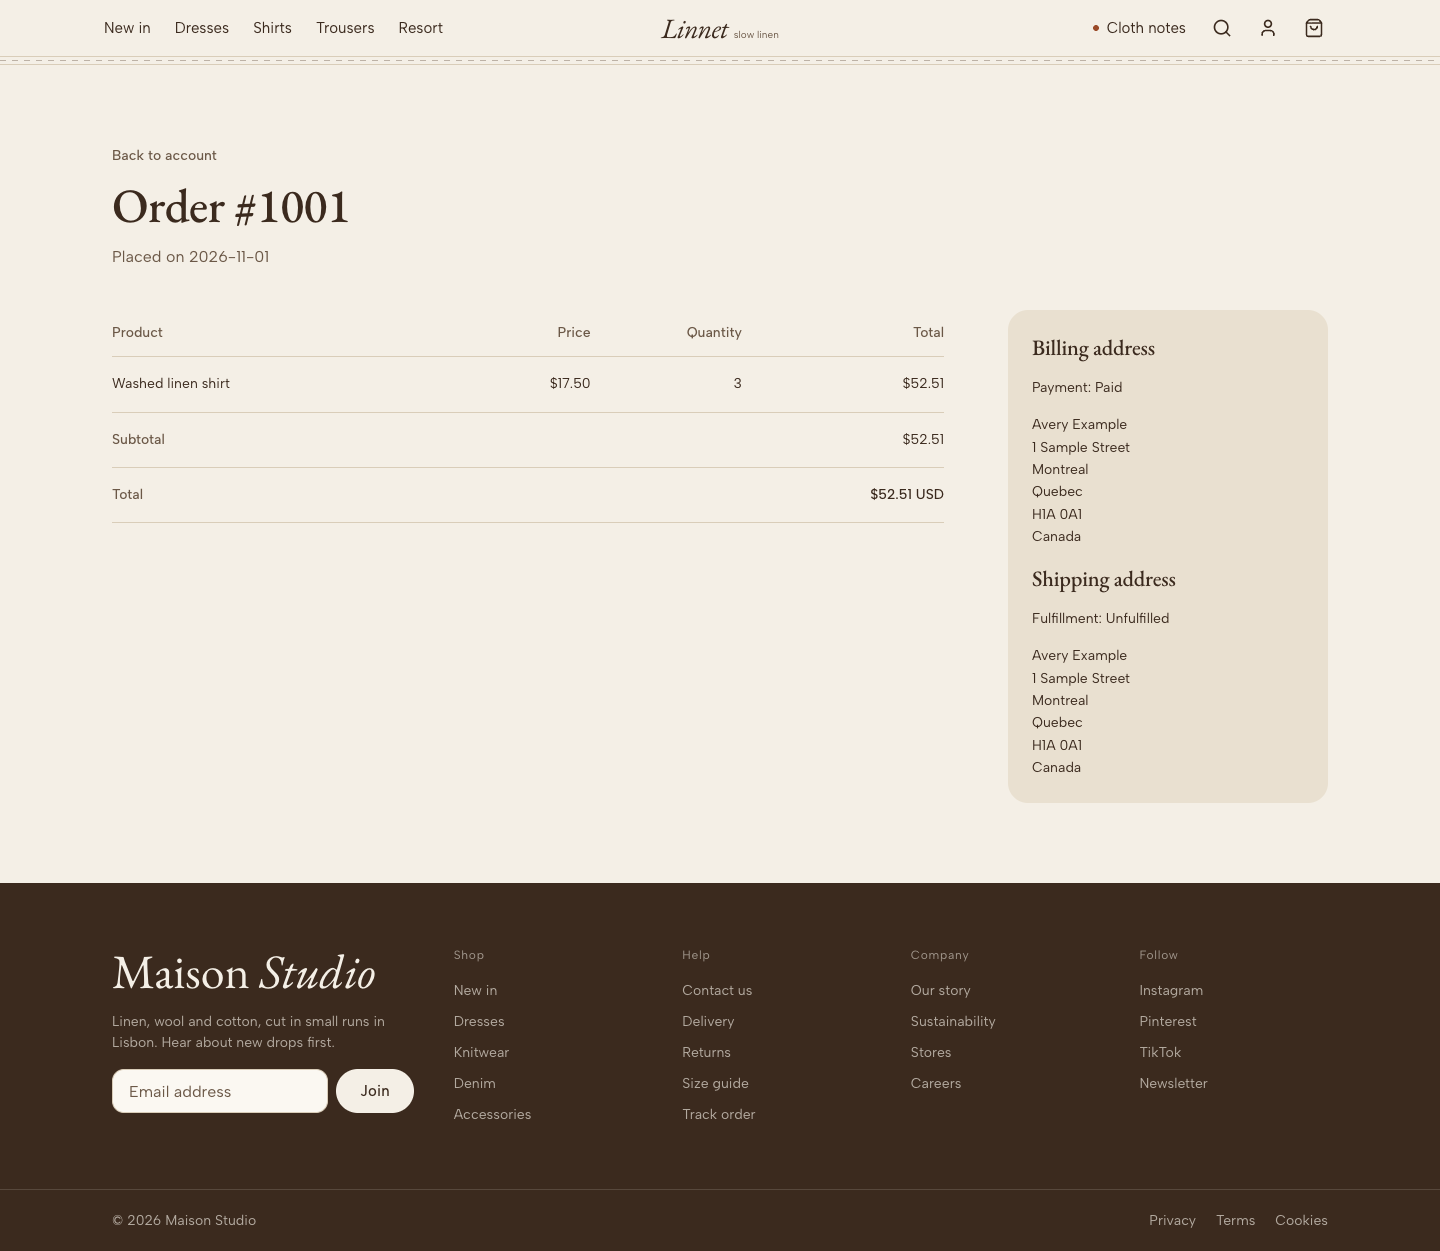 New in Dresses Shirts Trousers Resort
Linnet slow linen
Cloth notes
Back to account
Order #1001
Placed on 2026-11-01
Product Price Quantity Total
Washed linen shirt $17.50 3 $52.51
Subtotal $52.51
Total $52.51 USD
Billing address
Payment: Paid
Avery Example
1 Sample Street
Montreal
Quebec
H1A 0A1
Canada
Shipping address
Fulfillment: Unfulfilled
Avery Example
1 Sample Street
Montreal
Quebec
H1A 0A1
Canada
Maison Studio
Linen, wool and cotton, cut in small runs in
Lisbon. Hear about new drops first.
Email address Join
Shop
New in
Dresses
Knitwear
Denim
Accessories
Help
Contact us
Delivery
Returns
Size guide
Track order
Company
Our story
Sustainability
Stores
Careers
Follow
Instagram
Pinterest
TikTok
Newsletter
© 2026 Maison Studio
Privacy Terms Cookies